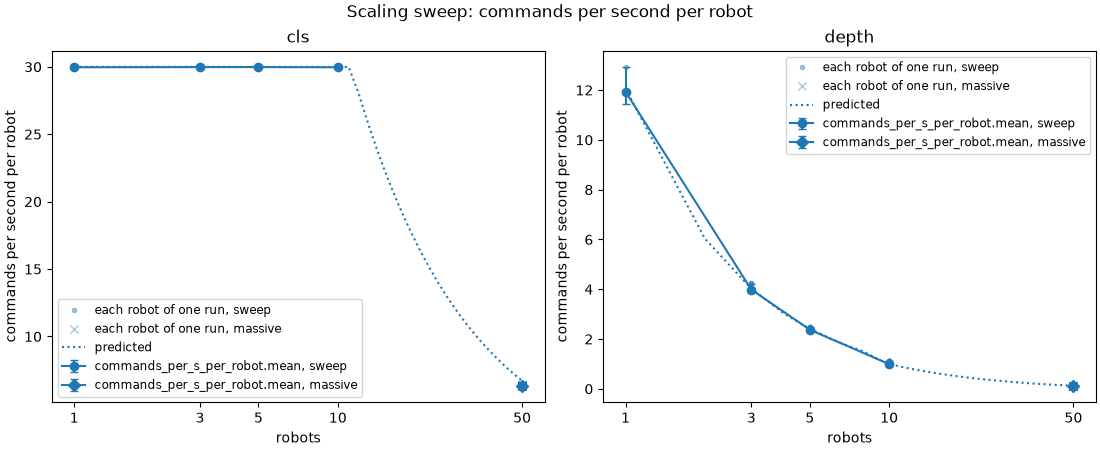 Scaling sweep: commands per second per robot
cls
commands per second per robot
30
25
20
15
10
each robot of one run, sweep
each robot of one run, massive
predicted
commands_per_s_per_robot.mean, sweep
commands_per_s_per_robot.mean, massive
1
3
5
10
50
robots
depth
commands per second per robot
12
10
8
6
4
2
0
each robot of one run, sweep
each robot of one run, massive
predicted
commands_per_s_per_robot.mean, sweep
commands_per_s_per_robot.mean, massive
1
3
5
10
50
robots